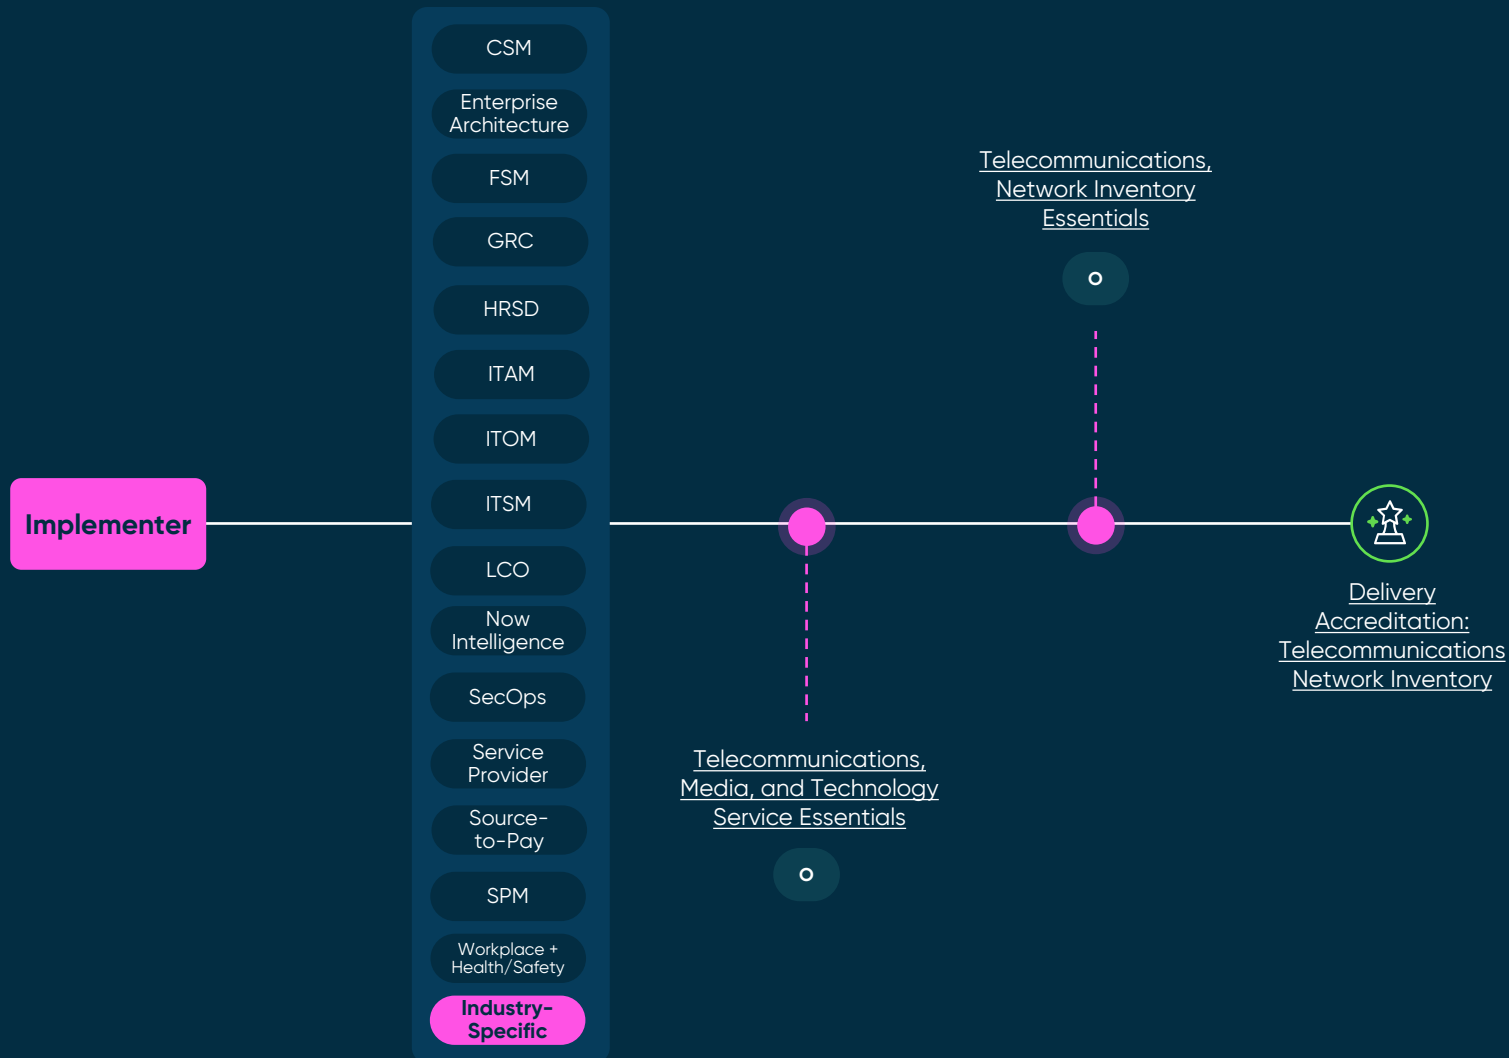 Implementer
CSM
Enterprise
Architecture
FSM
GRC
HRSD
ITAM
ITOM
ITSM
LCO
Now
Intelligence
SecOps
Service
Provider
Source-
to-Pay
SPM
Workplace +
Health/Safety
Industry-
Specific
Telecommunications,
Media, and Technology
Service Essentials
Telecommunications,
Network Inventory
Essentials
Delivery
Accreditation:
Telecommunications
Network Inventory